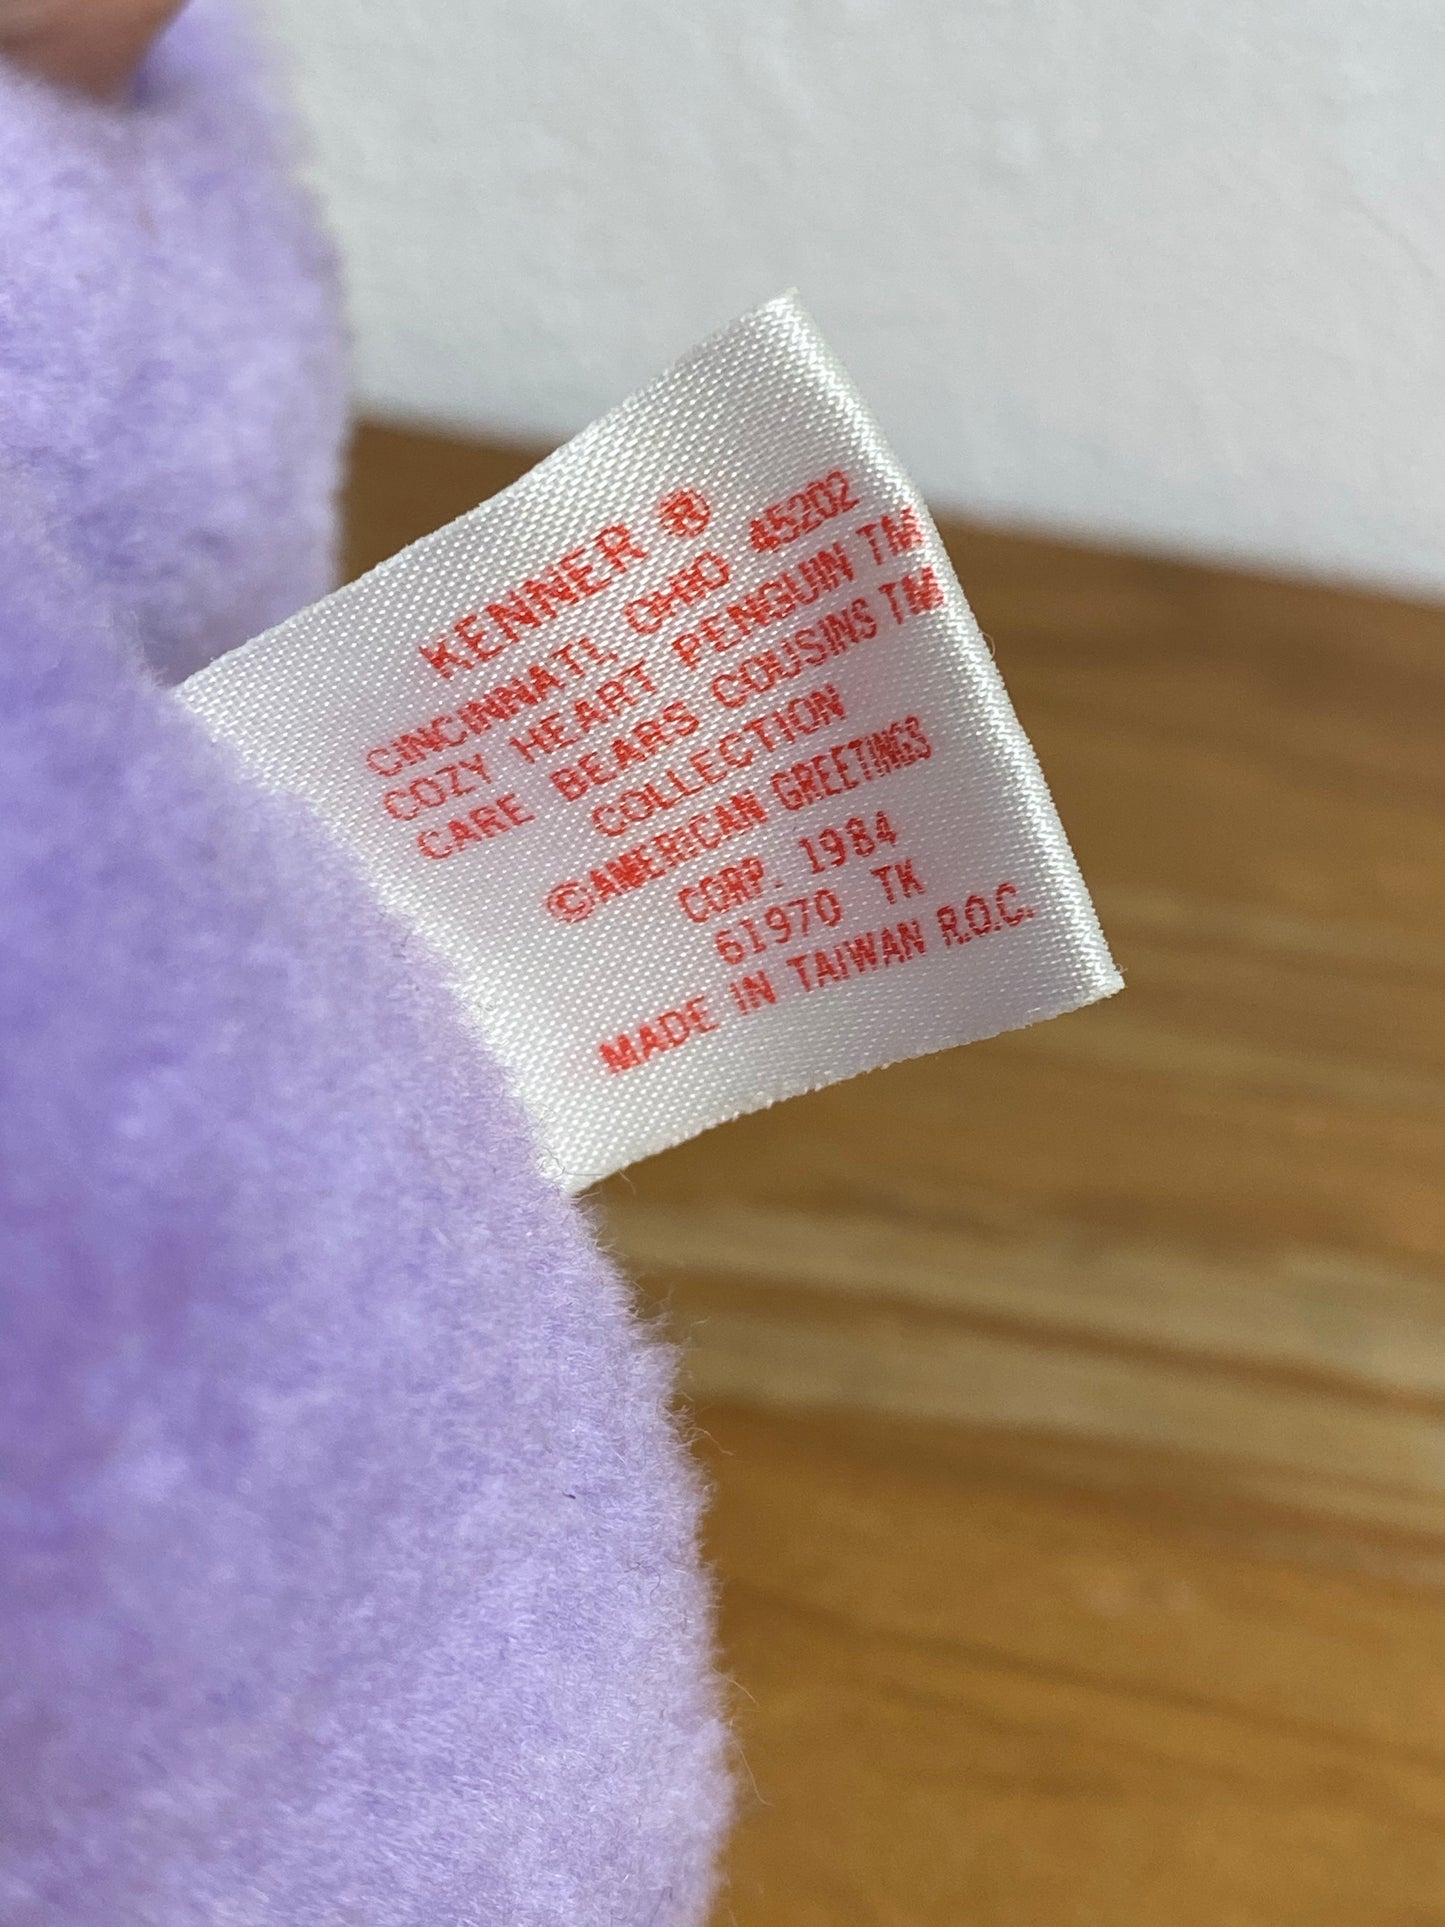 KENNER ®
CINCINNATI, OHIO 45202
COZY HEART PENGUIN TM
CARE BEARS COUSINS TM
COLLECTION
©AMERICAN GREETINGS
CORP. 1984
61970 TK
MADE IN TAIWAN R.O.C.